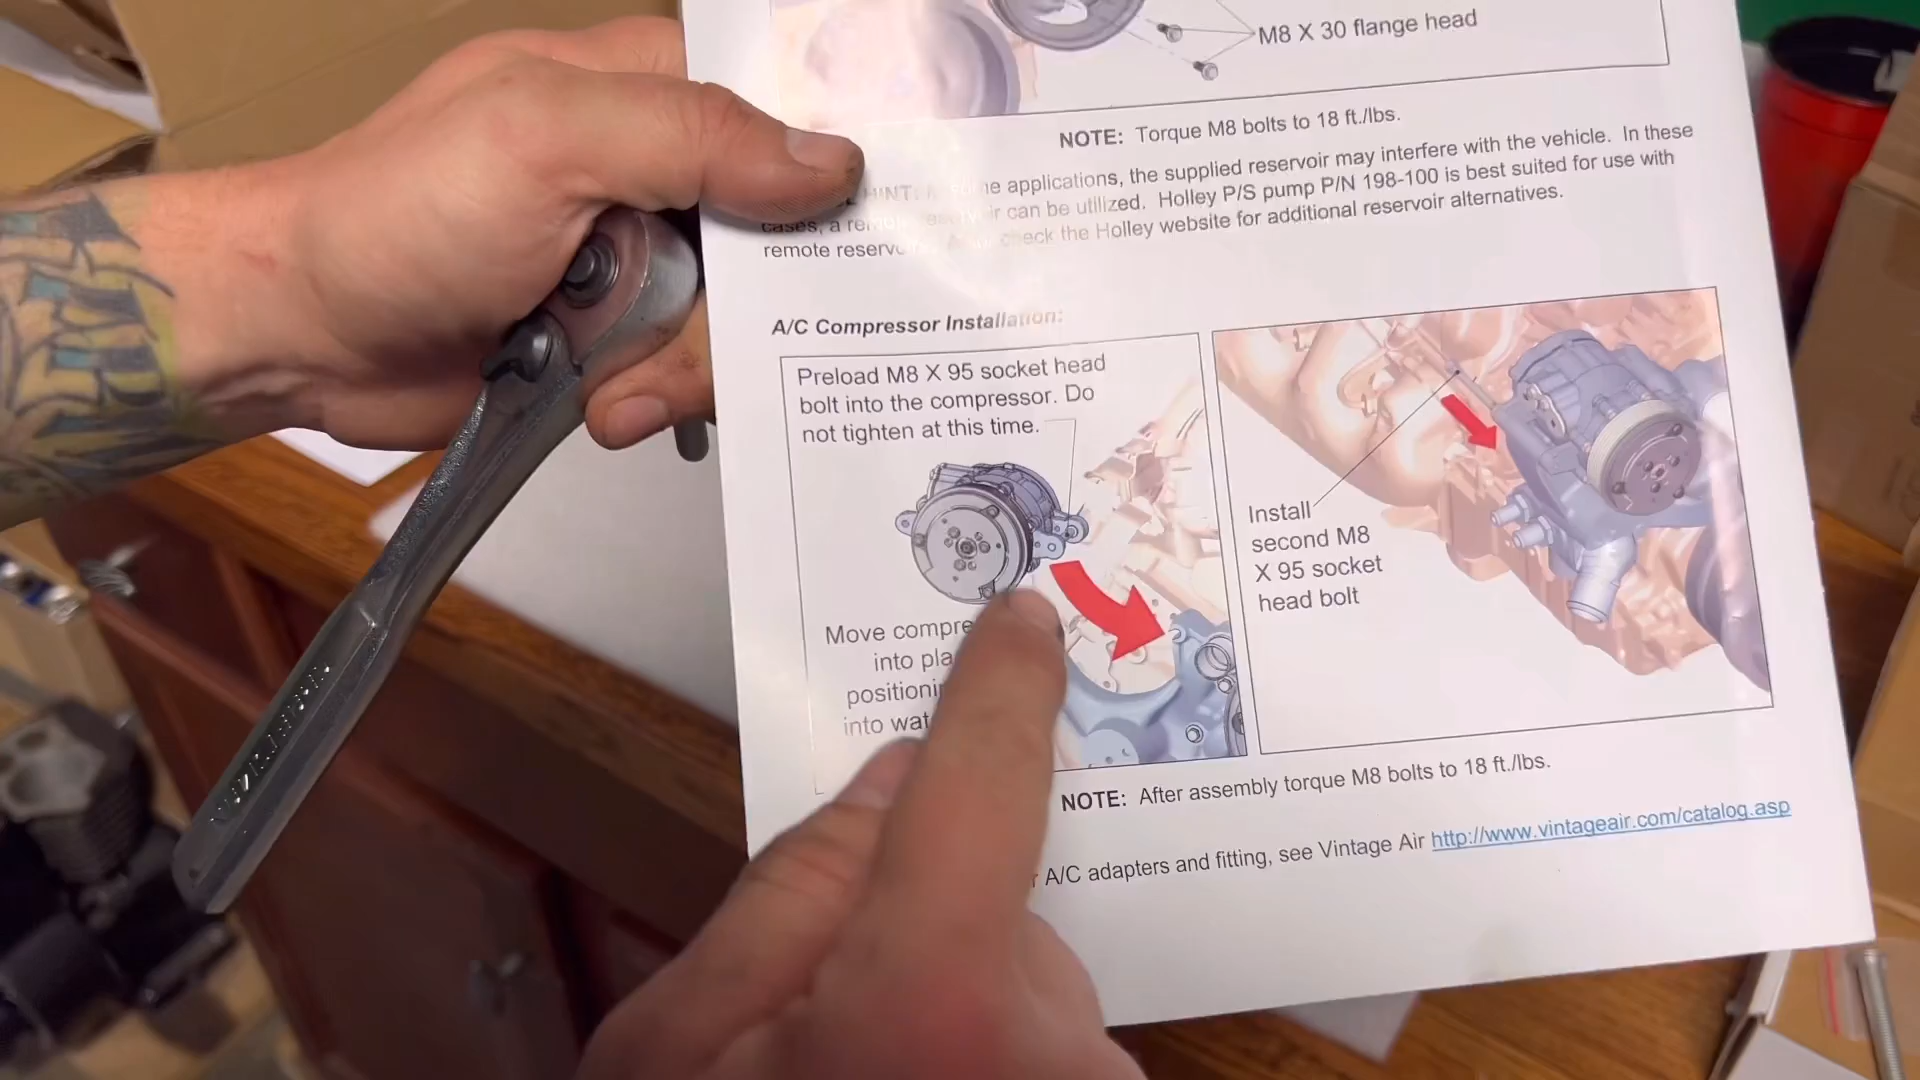 M8 X 30 flange head
NOTE: Torque M8 bolts to 18 ft./lbs.
HINT: applications, the supplied reservoir may interfere with the vehicle. In these
cases, a can be utilized. Holley P/S pump P/N 198-100 is best suited for use with
remote check the Holley website for additional reservoir alternatives.
A/C Compressor Installation:
Preload M8 X 95 socket head
bolt into the compressor. Do
not tighten at this time.
Move
into
into
Install
second M8
X 95 socket
head bolt
NOTE: After assembly torque M8 bolts to 18 ft./lbs.
A/C adapters and fitting, see Vintage Air http://www.vintageair.com/catalog.asp